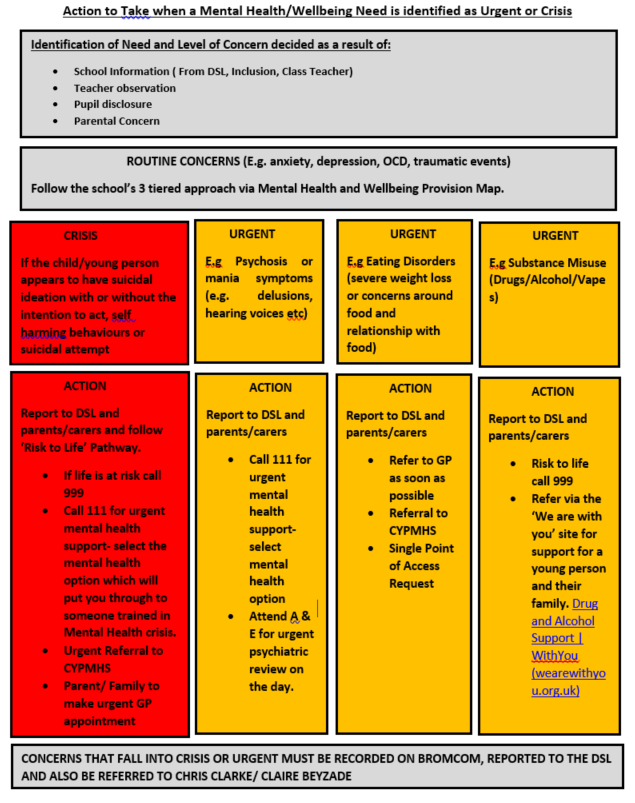 Action to Take when a Mental Health/Wellbeing Need is identified as Urgent or Crisis
Identification of Need and Level of Concern decided as a result of:
• School Information ( From DSL, Inclusion, Class Teacher)
• Teacher observation
• Pupil disclosure
• Parental Concern
ROUTINE CONCERNS (E.g. anxiety, depression, OCD, traumatic events)
Follow the school's 3 tiered approach via Mental Health and Wellbeing Provision Map.
CRISIS
If the child/young person
appears to have suicidal
ideation with or without the
intention to act, self
harming behaviours or
suicidal attempt
URGENT
E.g Psychosis or
mania symptoms
(e.g. delusions,
hearing voices etc)
URGENT
E.g Eating Disorders
(severe weight loss
or concerns around
food and
relationship with
food)
URGENT
E.g Substance Misuse
(Drugs/Alcohol/Vape
s)
ACTION
Report to DSL and
parents/carers and follow
'Risk to Life' Pathway.
• If life is at risk call
999
• Call 111 for urgent
mental health
support- select the
mental health
option which will
put you through to
someone trained in
Mental Health crisis.
• Urgent Referral to
CYPMHS
• Parent/ Family to
make urgent GP
appointment
ACTION
Report to DSL and
parents/carers
• Call 111 for
urgent
mental
health
support-
select
mental
health
option
• Attend A &
E for urgent
psychiatric
review on
the day.
ACTION
Report to DSL and
parents/carers
• Refer to GP
as soon as
possible
• Referral to
CYPMHS
• Single Point
of Access
Request
ACTION
Report to DSL and
parents/carers
• Risk to life
call 999
• Refer via the
'We are with
you' site for
support for a
young person
and their
family. Drug
and Alcohol
Support |
WithYou
(wearewithyo
u.org.uk)
CONCERNS THAT FALL INTO CRISIS OR URGENT MUST BE RECORDED ON BROMCOM, REPORTED TO THE DSL
AND ALSO BE REFERRED TO CHRIS CLARKE/ CLAIRE BEYZADE